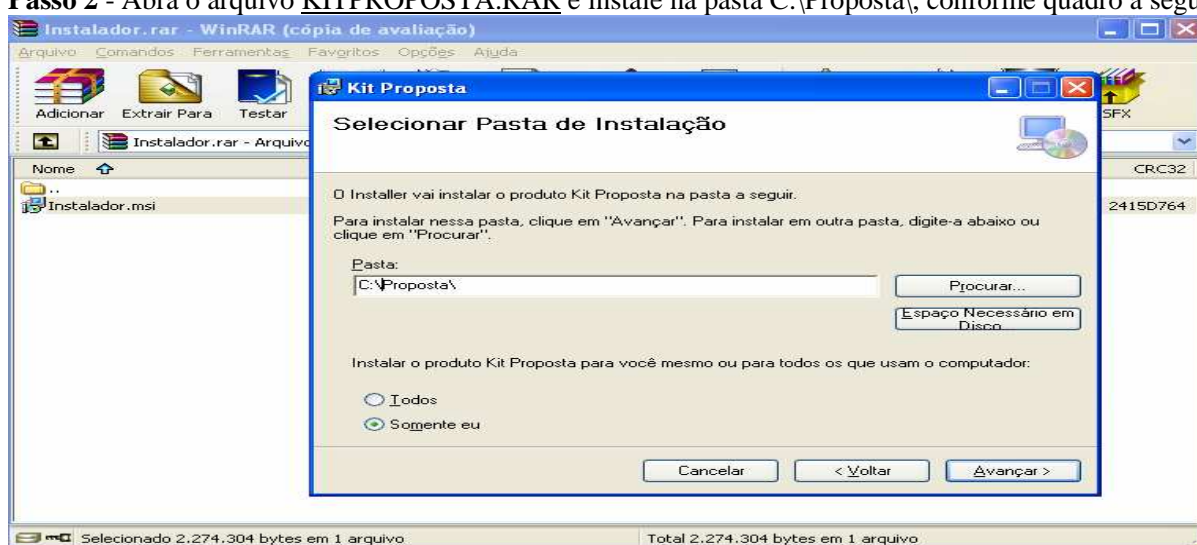 Passo 2 - Abra o arquivo KITPROPOSTA.RAR e instale na pasta C:\Proposta\, conforme quadro a segu
Instalador.rar - WinRAR (cópia de avaliação)
Arquivo Comandos Ferramentas Favoritos Opções Ajuda
Adicionar Extrair Para Testar SFX
Instalador.rar - Arquivo
Nome CRC32
..
Instalador.msi 2415D764
Kit Proposta
Selecionar Pasta de Instalação
O Installer vai instalar o produto Kit Proposta na pasta a seguir.
Para instalar nessa pasta, clique em "Avançar". Para instalar em outra pasta, digite-a abaixo ou
clique em "Procurar".
Pasta:
C:\Proposta\
Procurar...
Espaço Necessário em
Disco
Instalar o produto Kit Proposta para você mesmo ou para todos os que usam o computador:
Todos
Somente eu
Cancelar < Voltar Avançar >
Selecionado 2.274.304 bytes em 1 arquivo Total 2.274.304 bytes em 1 arquivo